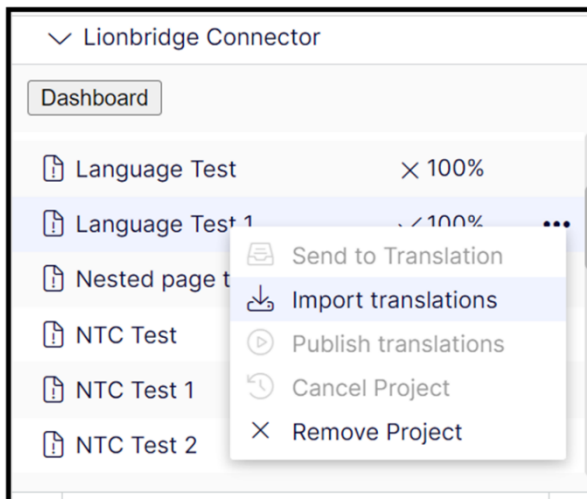 Lionbridge Connector
Dashboard
Language Test 100%
Language Test 1 100%
Send to Translation
Nested page t
Import translations
NTC Test
Publish translations
NTC Test 1
Cancel Project
NTC Test 2
Remove Project